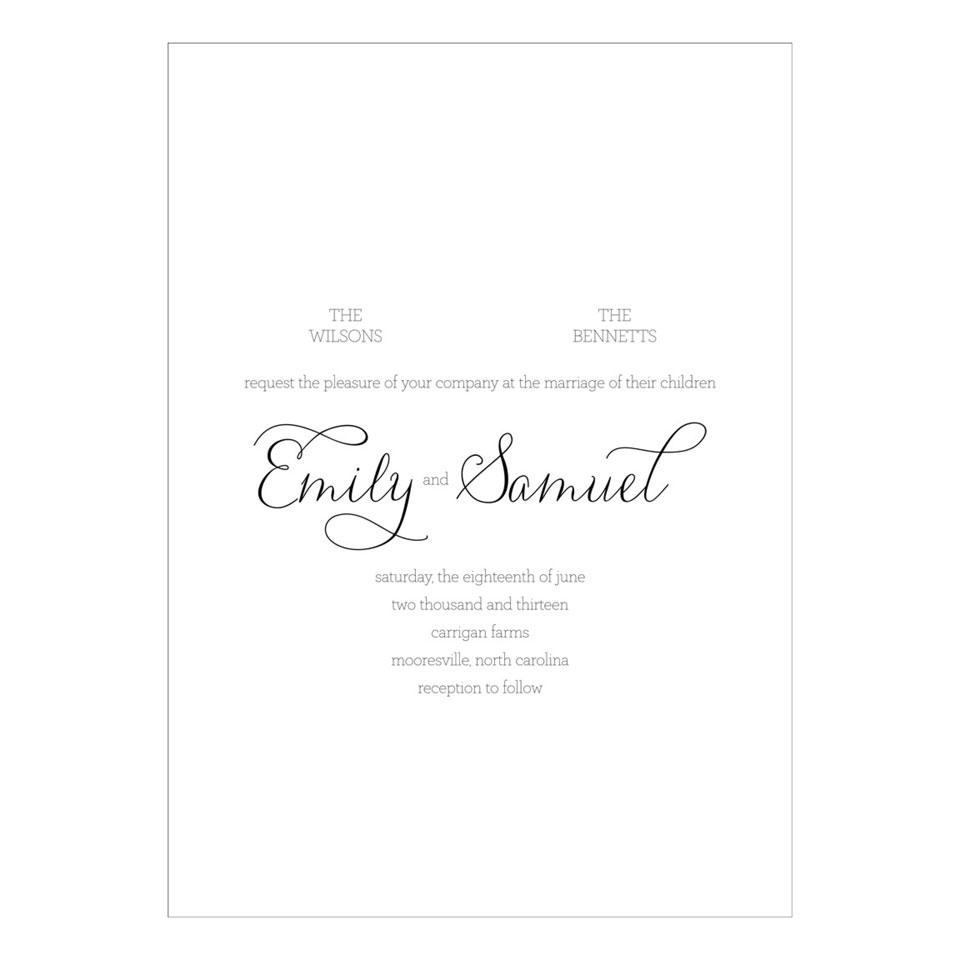 THE WILSONS
THE BENNETTS
request the pleasure of your company at the marriage of their children
Emily and Samuel
saturday, the eighteenth of june
two thousand and thirteen
carrigan farms
mooresville, north carolina
reception to follow